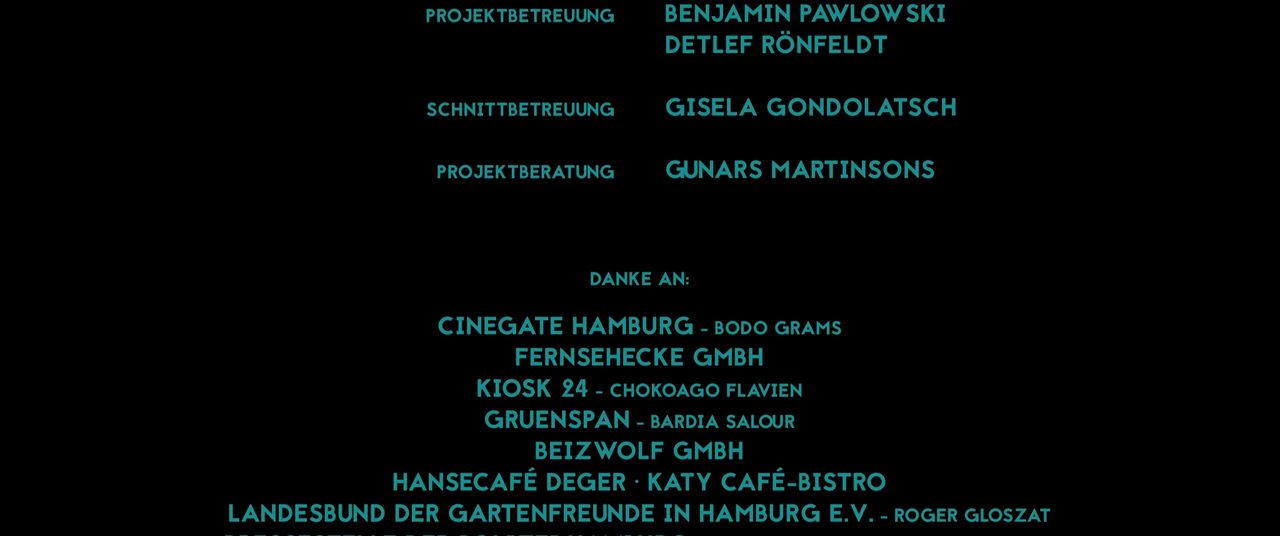 PROJEKTBETREUUNG BENJAMIN PAWLOWSKI
DETLEF RÖNFELDT
SCHNITTBETREUUNG GISELA GONDOLATSCH
PROJEKTBERATUNG GUNARS MARTINSONS
DANKE AN:
CINEGATE HAMBURG - BODO GRAMS
FERNSEHECKE GMBH
KIOSK 24 - CHOKOAGO FLAVIEN
GRUENSPAN - BARDIA SALOUR
BEIZWOLF GMBH
HANSECAFÉ DEGER · KATY CAFÉ-BISTRO
LANDESBUND DER GARTENFREUNDE IN HAMBURG E.V. - ROGER GLOSZAT